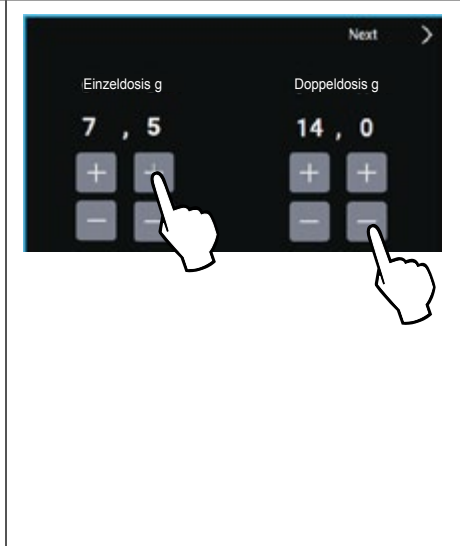 Next >
Einzeldosis g Doppeldosis g
7 , 5 14 , 0
+ + + +
− − − −